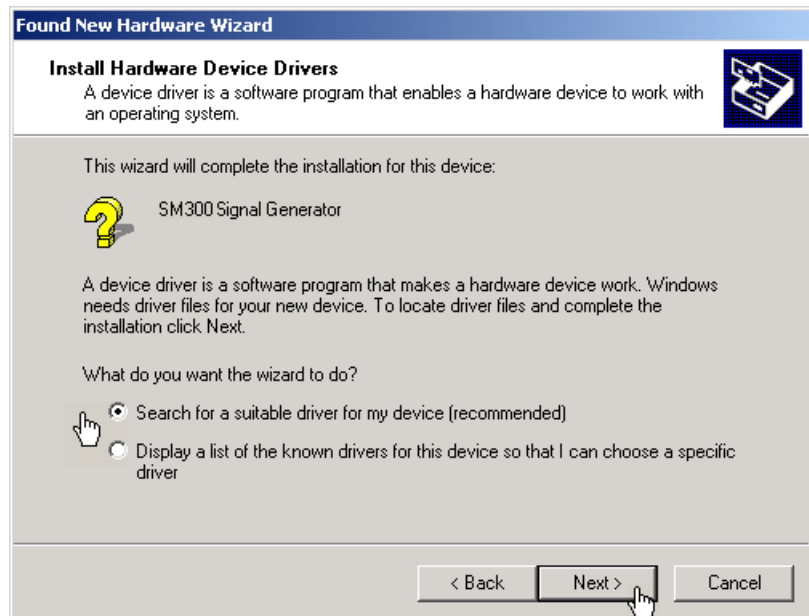 Found New Hardware Wizard
Install Hardware Device Drivers
A device driver is a software program that enables a hardware device to work with
an operating system.
This wizard will complete the installation for this device:
SM300 Signal Generator
A device driver is a software program that makes a hardware device work. Windows
needs driver files for your new device. To locate driver files and complete the
installation click Next.
What do you want the wizard to do?
Search for a suitable driver for my device (recommended)
Display a list of the known drivers for this device so that I can choose a specific
driver
< Back Next > Cancel